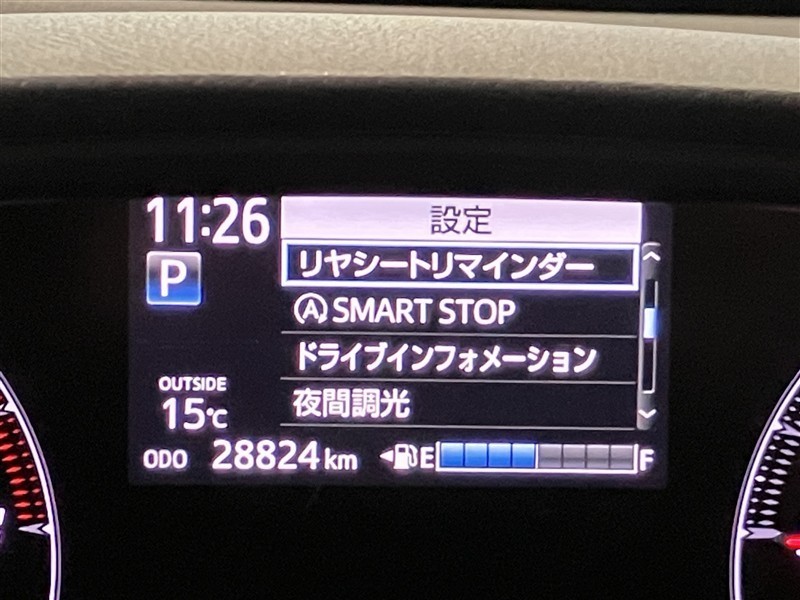 11:26
設定
P
リヤシートリマインダー
Ⓐ SMART STOP
ドライブインフォメーション
夜間調光
OUTSIDE
15℃
ODO 28824 km
E F